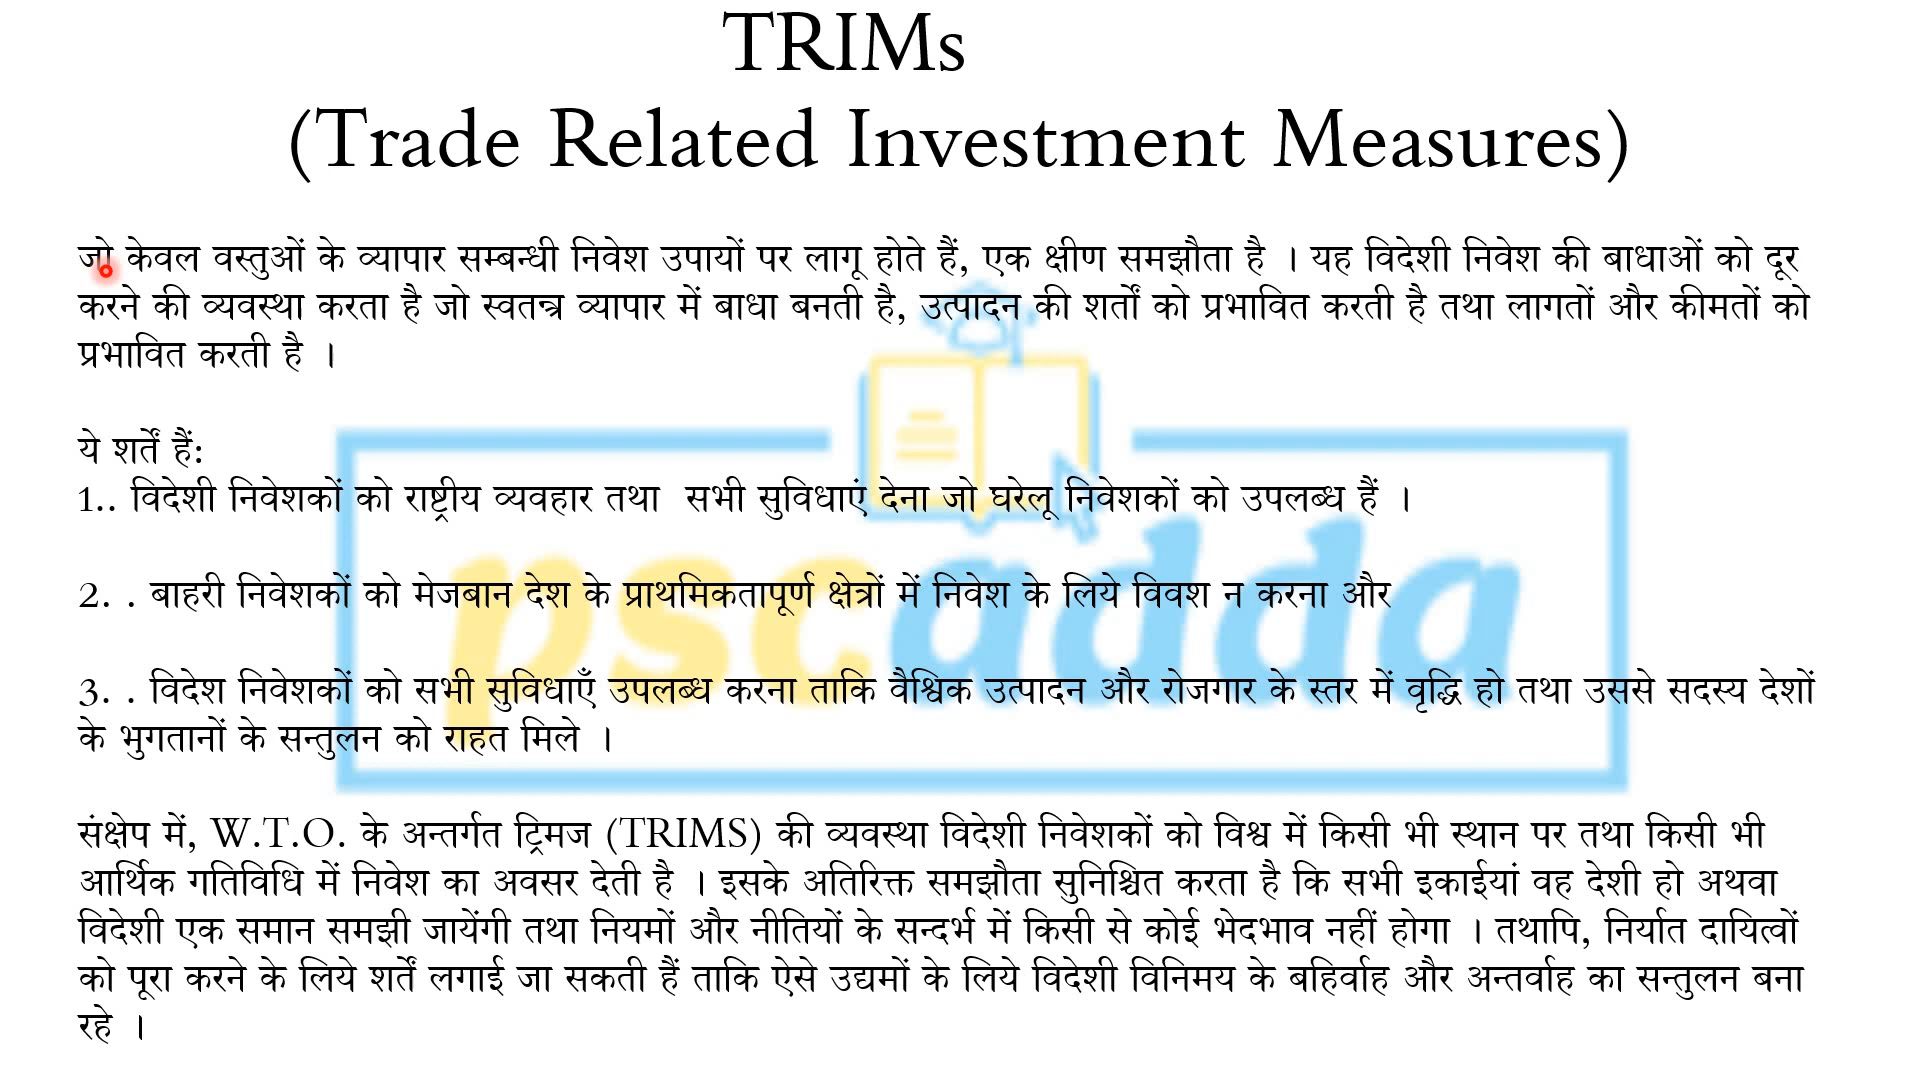 TRIMs
(Trade Related Investment Measures)
जो केवल वस्तुओं के व्यापार सम्बन्धी निवेश उपायों पर लागू होते हैं, एक क्षीण समझौता है । यह विदेशी निवेश की बाधाओं को दूर
करने की व्यवस्था करता है जो स्वतन्त्र व्यापार में बाधा बनती है, उत्पादन की शर्तों को प्रभावित करती है तथा लागतों और कीमतों को
प्रभावित करती है ।
ये शर्तें हैं:
1.. विदेशी निवेशकों को राष्ट्रीय व्यवहार तथा सभी सुविधाएं देना जो घरेलू निवेशकों को उपलब्ध हैं ।
2. . बाहरी निवेशकों को मेजबान देश के प्राथमिकतापूर्ण क्षेत्रों में निवेश के लिये विवश न करना और
3. . विदेश निवेशकों को सभी सुविधाएँ उपलब्ध करना ताकि वैश्विक उत्पादन और रोजगार के स्तर में वृद्धि हो तथा उससे सदस्य देशों
के भुगतानों के सन्तुलन को राहत मिले ।
pscadda
संक्षेप में, W.T.O. के अन्तर्गत ट्रिमज (TRIMS) की व्यवस्था विदेशी निवेशकों को विश्व में किसी भी स्थान पर तथा किसी भी
आर्थिक गतिविधि में निवेश का अवसर देती है । इसके अतिरिक्त समझौता सुनिश्चित करता है कि सभी इकाईयां वह देशी हो अथवा
विदेशी एक समान समझी जायेंगी तथा नियमों और नीतियों के सन्दर्भ में किसी से कोई भेदभाव नहीं होगा । तथापि, निर्यात दायित्वों
को पूरा करने के लिये शर्तें लगाई जा सकती हैं ताकि ऐसे उद्यमों के लिये विदेशी विनिमय के बहिर्वाह और अन्तर्वाह का सन्तुलन बना
रहे ।